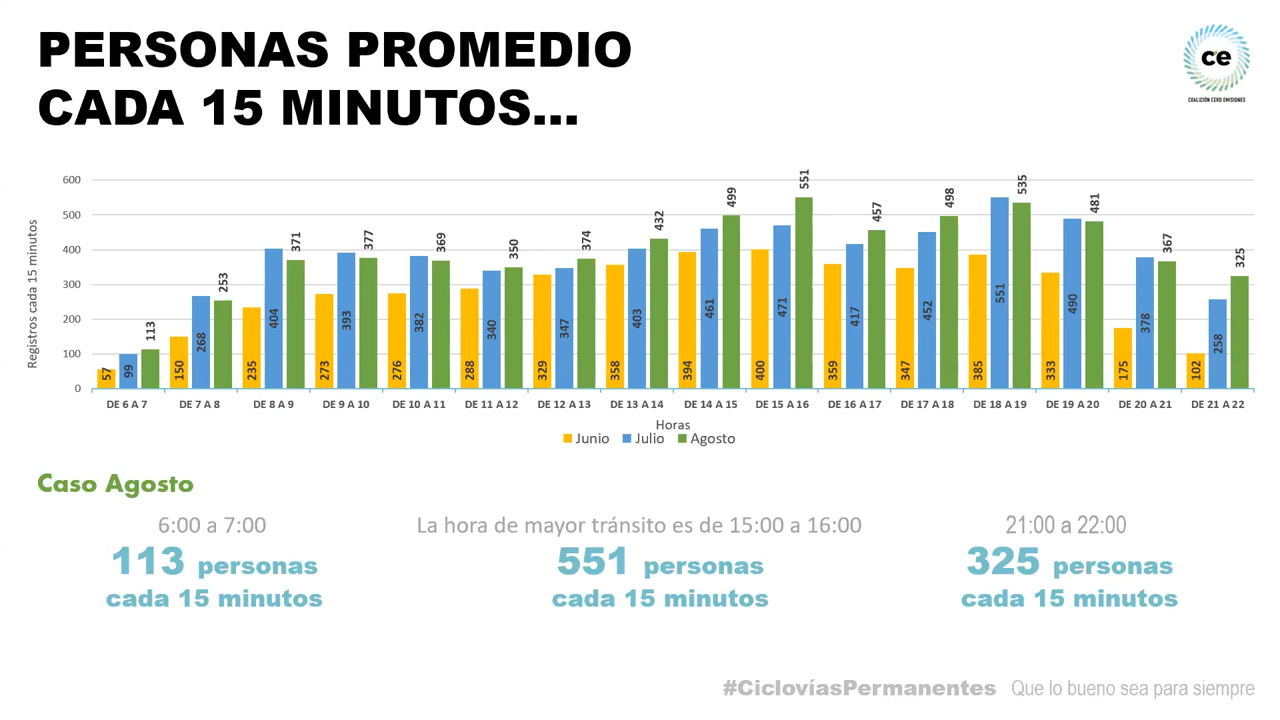 PERSONAS PROMEDIO
CADA 15 MINUTOS...
c'e
COALICIÓN CERO EMISIONES
Registros cada 15 minutos
600
500
400
300
200
100
0
57 99 113
150 268 253
235 404 371
273 393 377
276 382 369
288 340 350
329 347 374
358 403 432
394 461 499
400 471 551
359 417 457
347 452 498
385 551 535
333 490 481
175 378 367
102 258 325
DE 6 A 7 DE 7 A 8 DE 8 A 9 DE 9 A 10 DE 10 A 11 DE 11 A 12 DE 12 A 13 DE 13 A 14 DE 14 A 15 DE 15 A 16 DE 16 A 17 DE 17 A 18 DE 18 A 19 DE 19 A 20 DE 20 A 21 DE 21 A 22
Horas
Junio Julio Agosto
Caso Agosto
6:00 a 7:00
113 personas
cada 15 minutos
La hora de mayor tránsito es de 15:00 a 16:00
551 personas
cada 15 minutos
21:00 a 22:00
325 personas
cada 15 minutos
#CiclovíasPermanentes Que lo bueno sea para siempre